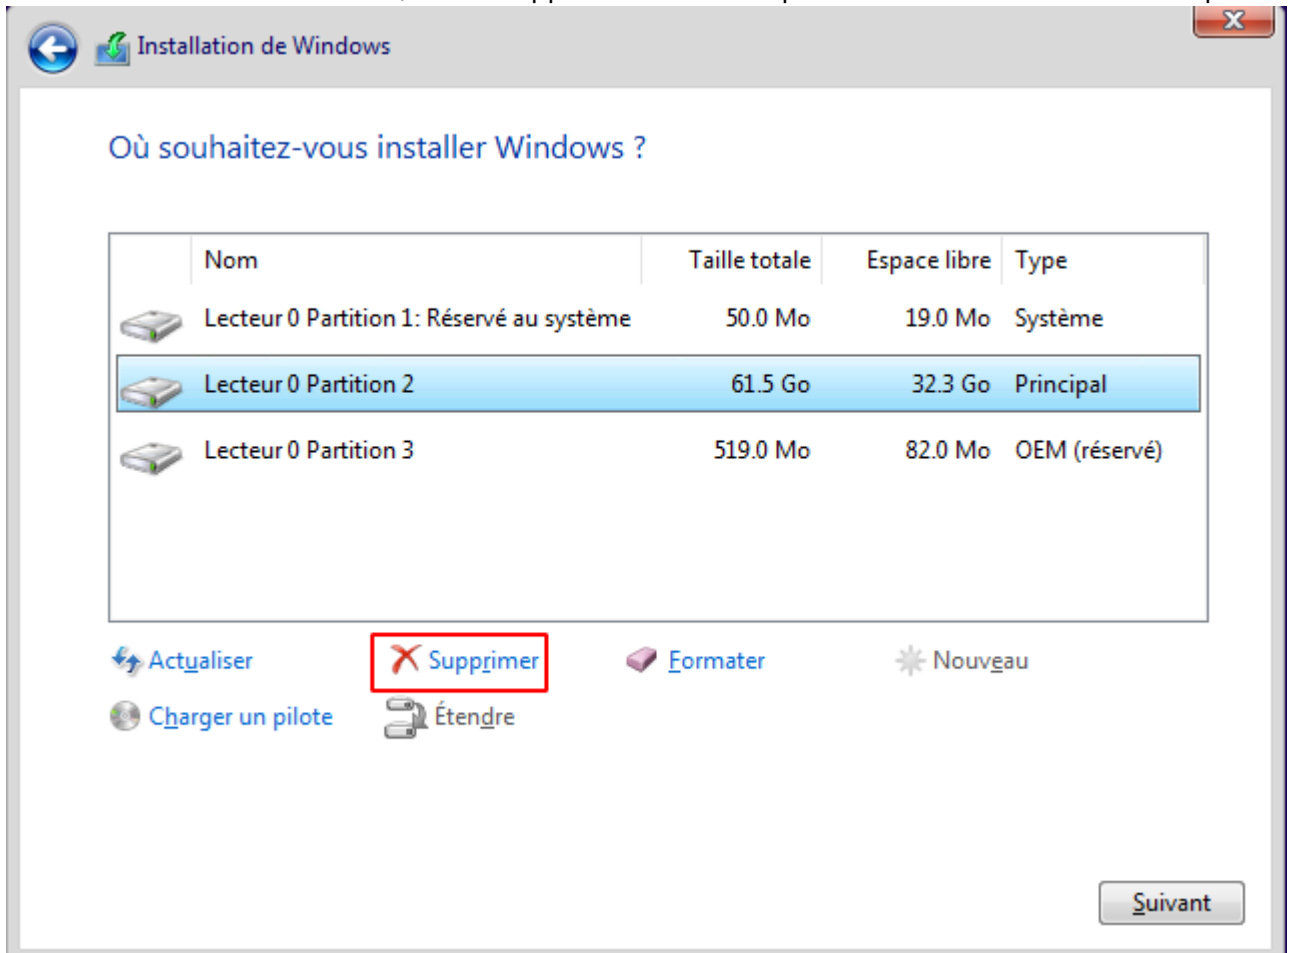 Installation de Windows
Où souhaitez-vous installer Windows ?
Nom Taille totale Espace libre Type
Lecteur 0 Partition 1: Réservé au système 50.0 Mo 19.0 Mo Système
Lecteur 0 Partition 2 61.5 Go 32.3 Go Principal
Lecteur 0 Partition 3 519.0 Mo 82.0 Mo OEM (réservé)
Actualiser Supprimer Formater Nouveau
Charger un pilote Étendre
Suivant